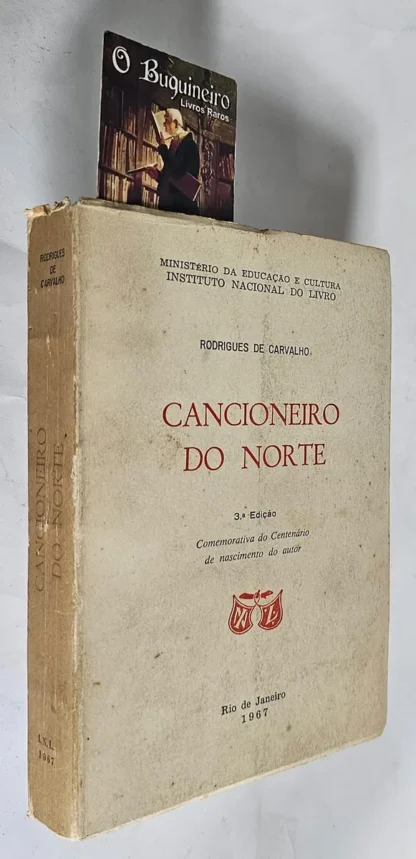 O Buquineiro
Livros Raros
RODRIGUES
DE
CARVALHO
CANCIONEIRO
DO NORTE
I.N.L.
1967
MINISTÉRIO DA EDUCAÇÃO E CULTURA
INSTITUTO NACIONAL DO LIVRO
RODRIGUES DE CARVALHO
CANCIONEIRO
DO NORTE
3.ª Edição
Comemorativa do Centenário
de nascimento do autor
Rio de Janeiro
1967